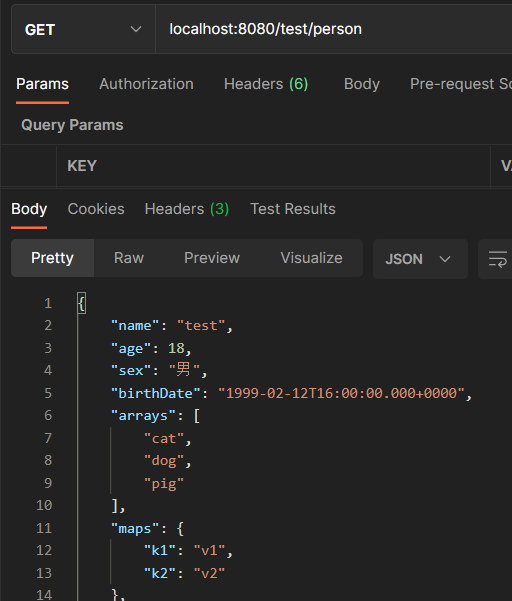 GET localhost:8080/test/person
Params Authorization Headers (6) Body Pre-request
Query Params
KEY
Body Cookies Headers (3) Test Results
Pretty Raw Preview Visualize JSON
1 {
2 "name": "test",
3 "age": 18,
4 "sex": "男",
5 "birthDate": "1999-02-12T16:00:00.000+0000",
6 "arrays": [
7 "cat",
8 "dog",
9 "pig"
10 ],
11 "maps": {
12 "k1": "v1",
13 "k2": "v2"
14 },